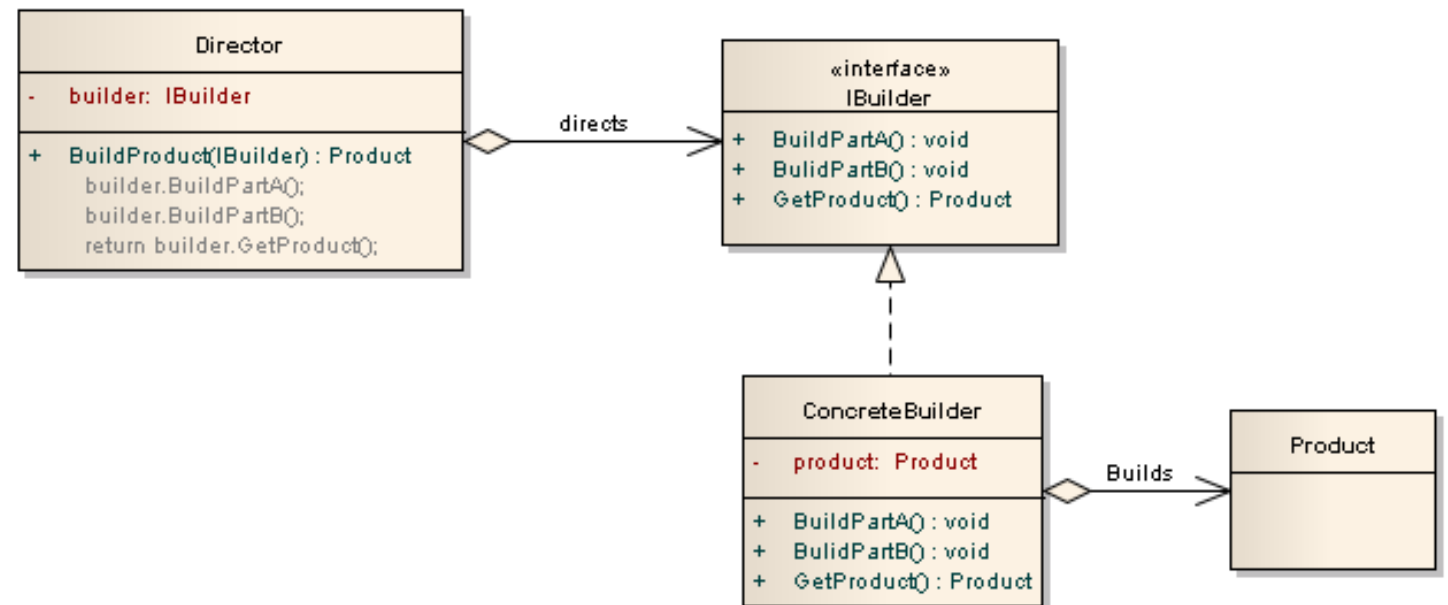 Director
- builder: IBuilder
+ BuildProduct(IBuilder) : Product
builder.BuildPartA();
builder.BuildPartB();
return builder.GetProduct();
directs
«interface»
IBuilder
+ BuildPartA() : void
+ BulidPartB() : void
+ GetProduct() : Product
ConcreteBuilder
- product: Product
+ BuildPartA() : void
+ BulidPartB() : void
+ GetProduct() : Product
Builds
Product